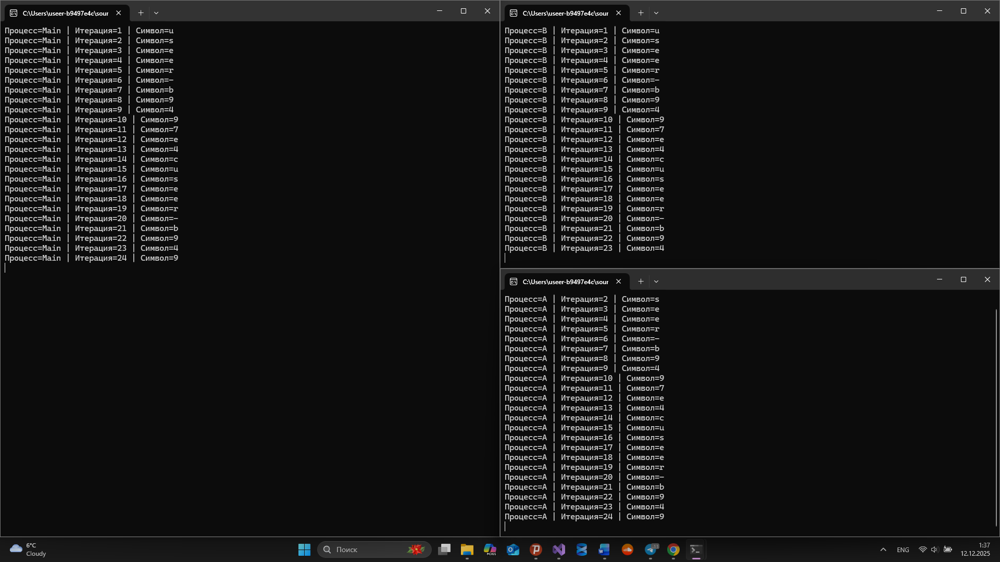 C:\Users\useer-b9497e4c\sour
Процесс=Main | Итерация=1 | Символ=u
Процесс=Main | Итерация=2 | Символ=s
Процесс=Main | Итерация=3 | Символ=e
Процесс=Main | Итерация=4 | Символ=e
Процесс=Main | Итерация=5 | Символ=r
Процесс=Main | Итерация=6 | Символ=-
Процесс=Main | Итерация=7 | Символ=b
Процесс=Main | Итерация=8 | Символ=9
Процесс=Main | Итерация=9 | Символ=4
Процесс=Main | Итерация=10 | Символ=9
Процесс=Main | Итерация=11 | Символ=7
Процесс=Main | Итерация=12 | Символ=e
Процесс=Main | Итерация=13 | Символ=4
Процесс=Main | Итерация=14 | Символ=c
Процесс=Main | Итерация=15 | Символ=u
Процесс=Main | Итерация=16 | Символ=s
Процесс=Main | Итерация=17 | Символ=e
Процесс=Main | Итерация=18 | Символ=e
Процесс=Main | Итерация=19 | Символ=r
Процесс=Main | Итерация=20 | Символ=-
Процесс=Main | Итерация=21 | Символ=b
Процесс=Main | Итерация=22 | Символ=9
Процесс=Main | Итерация=23 | Символ=4
Процесс=Main | Итерация=24 | Символ=9
C:\Users\useer-b9497e4c\sour
Процесс=B | Итерация=1 | Символ=u
Процесс=B | Итерация=2 | Символ=s
Процесс=B | Итерация=3 | Символ=e
Процесс=B | Итерация=4 | Символ=e
Процесс=B | Итерация=5 | Символ=r
Процесс=B | Итерация=6 | Символ=-
Процесс=B | Итерация=7 | Символ=b
Процесс=B | Итерация=8 | Символ=9
Процесс=B | Итерация=9 | Символ=4
Процесс=B | Итерация=10 | Символ=9
Процесс=B | Итерация=11 | Символ=7
Процесс=B | Итерация=12 | Символ=e
Процесс=B | Итерация=13 | Символ=4
Процесс=B | Итерация=14 | Символ=c
Процесс=B | Итерация=15 | Символ=u
Процесс=B | Итерация=16 | Символ=s
Процесс=B | Итерация=17 | Символ=e
Процесс=B | Итерация=18 | Символ=e
Процесс=B | Итерация=19 | Символ=r
Процесс=B | Итерация=20 | Символ=-
Процесс=B | Итерация=21 | Символ=b
Процесс=B | Итерация=22 | Символ=9
Процесс=B | Итерация=23 | Символ=4
C:\Users\useer-b9497e4c\sour
Процесс=A | Итерация=2 | Символ=s
Процесс=A | Итерация=3 | Символ=e
Процесс=A | Итерация=4 | Символ=e
Процесс=A | Итерация=5 | Символ=r
Процесс=A | Итерация=6 | Символ=-
Процесс=A | Итерация=7 | Символ=b
Процесс=A | Итерация=8 | Символ=9
Процесс=A | Итерация=9 | Символ=4
Процесс=A | Итерация=10 | Символ=9
Процесс=A | Итерация=11 | Символ=7
Процесс=A | Итерация=12 | Символ=e
Процесс=A | Итерация=13 | Символ=4
Процесс=A | Итерация=14 | Символ=c
Процесс=A | Итерация=15 | Символ=u
Процесс=A | Итерация=16 | Символ=s
Процесс=A | Итерация=17 | Символ=e
Процесс=A | Итерация=18 | Символ=e
Процесс=A | Итерация=19 | Символ=r
Процесс=A | Итерация=20 | Символ=-
Процесс=A | Итерация=21 | Символ=b
Процесс=A | Итерация=22 | Символ=9
Процесс=A | Итерация=23 | Символ=4
Процесс=A | Итерация=24 | Символ=9
6°C
Cloudy
Поиск
M365
11
ENG
1:37
12.12.2025